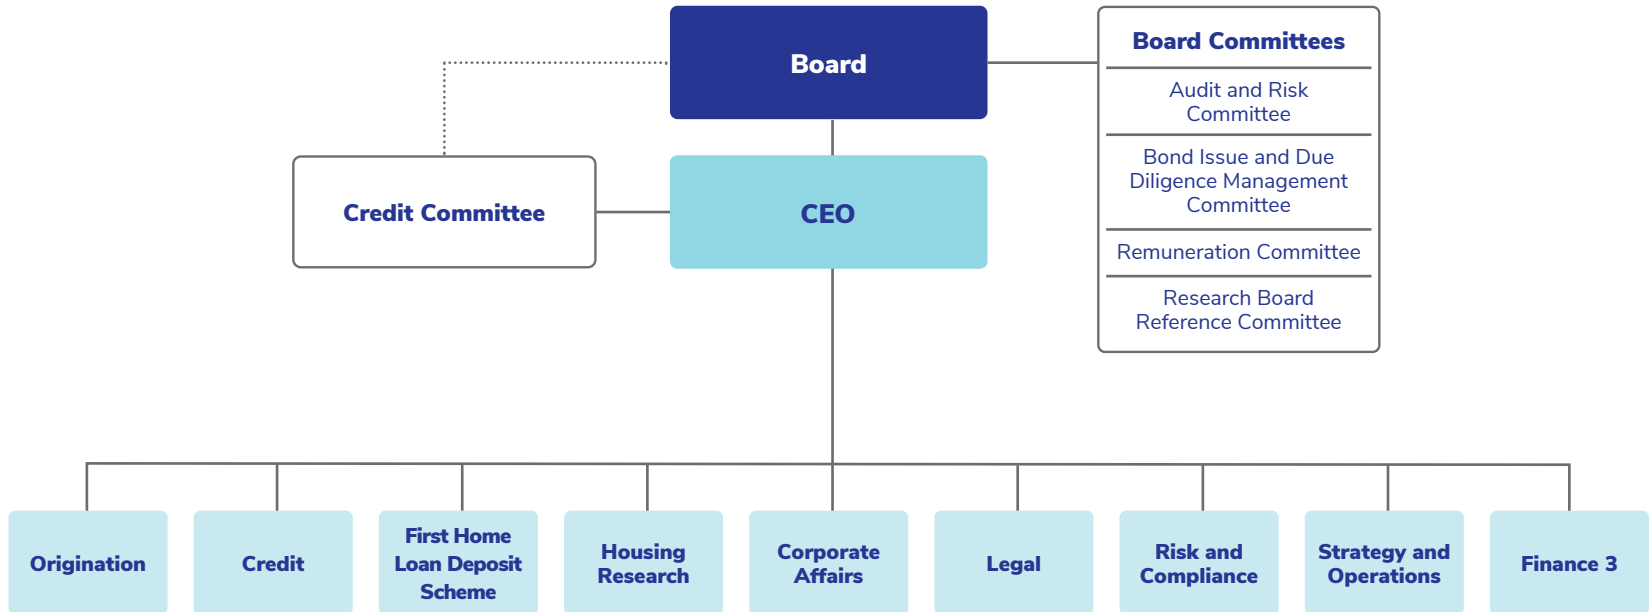 Board
Board Committees
Audit and Risk
Committee
Bond Issue and Due
Diligence Management
Committee
Remuneration Committee
Research Board
Reference Committee
Credit Committee
CEO
Origination
Credit
First Home
Loan Deposit
Scheme
Housing
Research
Corporate
Affairs
Legal
Risk and
Compliance
Strategy and
Operations
Finance 3